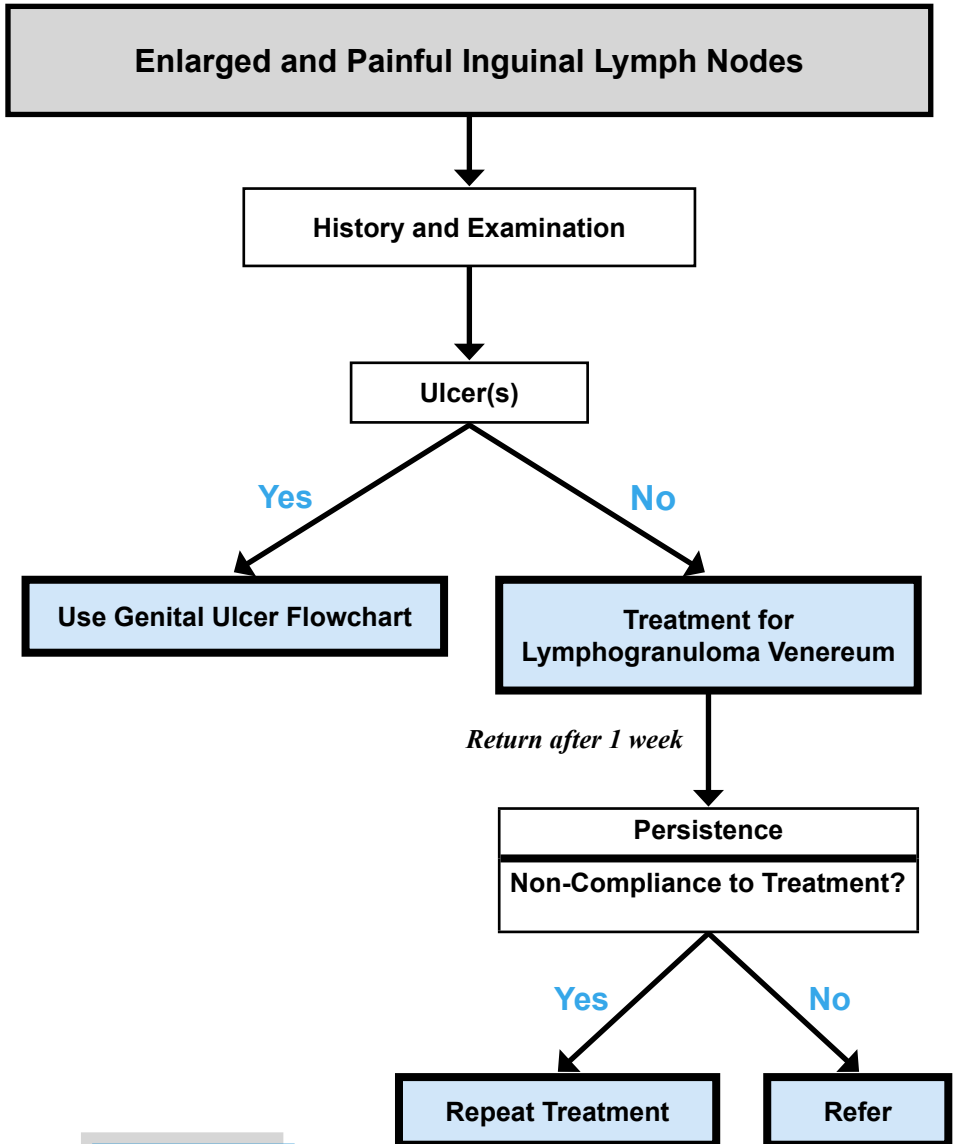 Enlarged and Painful Inguinal Lymph Nodes
History and Examination
Ulcer(s)
Yes
No
Use Genital Ulcer Flowchart
Treatment for
Lymphogranuloma Venereum
Return after 1 week
Persistence
Non-Compliance to Treatment?
Yes
No
Repeat Treatment
Refer